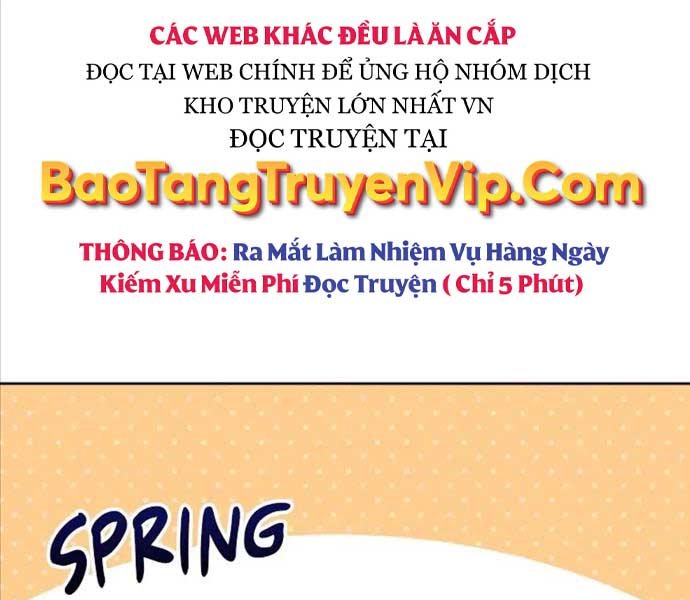 CÁC WEB KHÁC ĐỀU LÀ ĂN CẮP
ĐỌC TẠI WEB CHÍNH ĐỂ ỦNG HỘ NHÓM DỊCH
KHO TRUYỆN LỚN NHẤT VN
ĐỌC TRUYỆN TẠI
BaoTangTruyenVip.Com
THÔNG BÁO: Ra Mắt Làm Nhiệm Vụ Hàng Ngày
Kiếm Xu Miễn Phí Đọc Truyện ( Chỉ 5 Phút)
SPRING